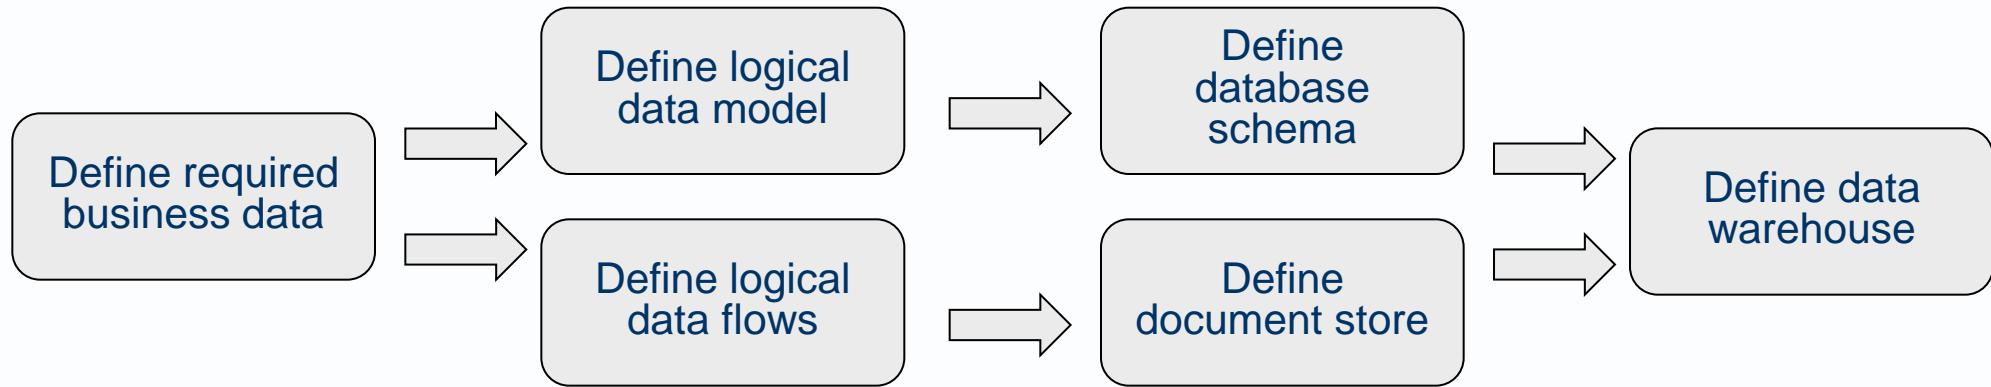 Define required
business data
Define logical
data model
Define logical
data flows
Define
database
schema
Define
document store
Define data
warehouse